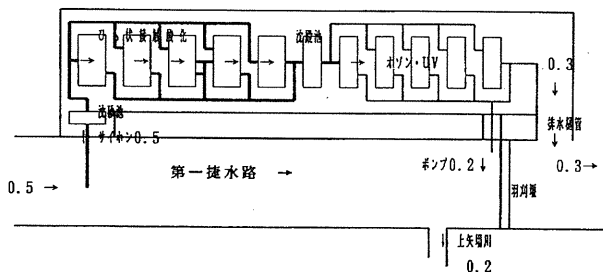 ひも状接触酸化
沈殿池
オゾン・UV
0.3
沈砂池
サイホン0.5
排水砲管
第一捷水路 →
ポンプ0.2
0.3→
0.5 →
羽刈堰
上矢場川
0.2